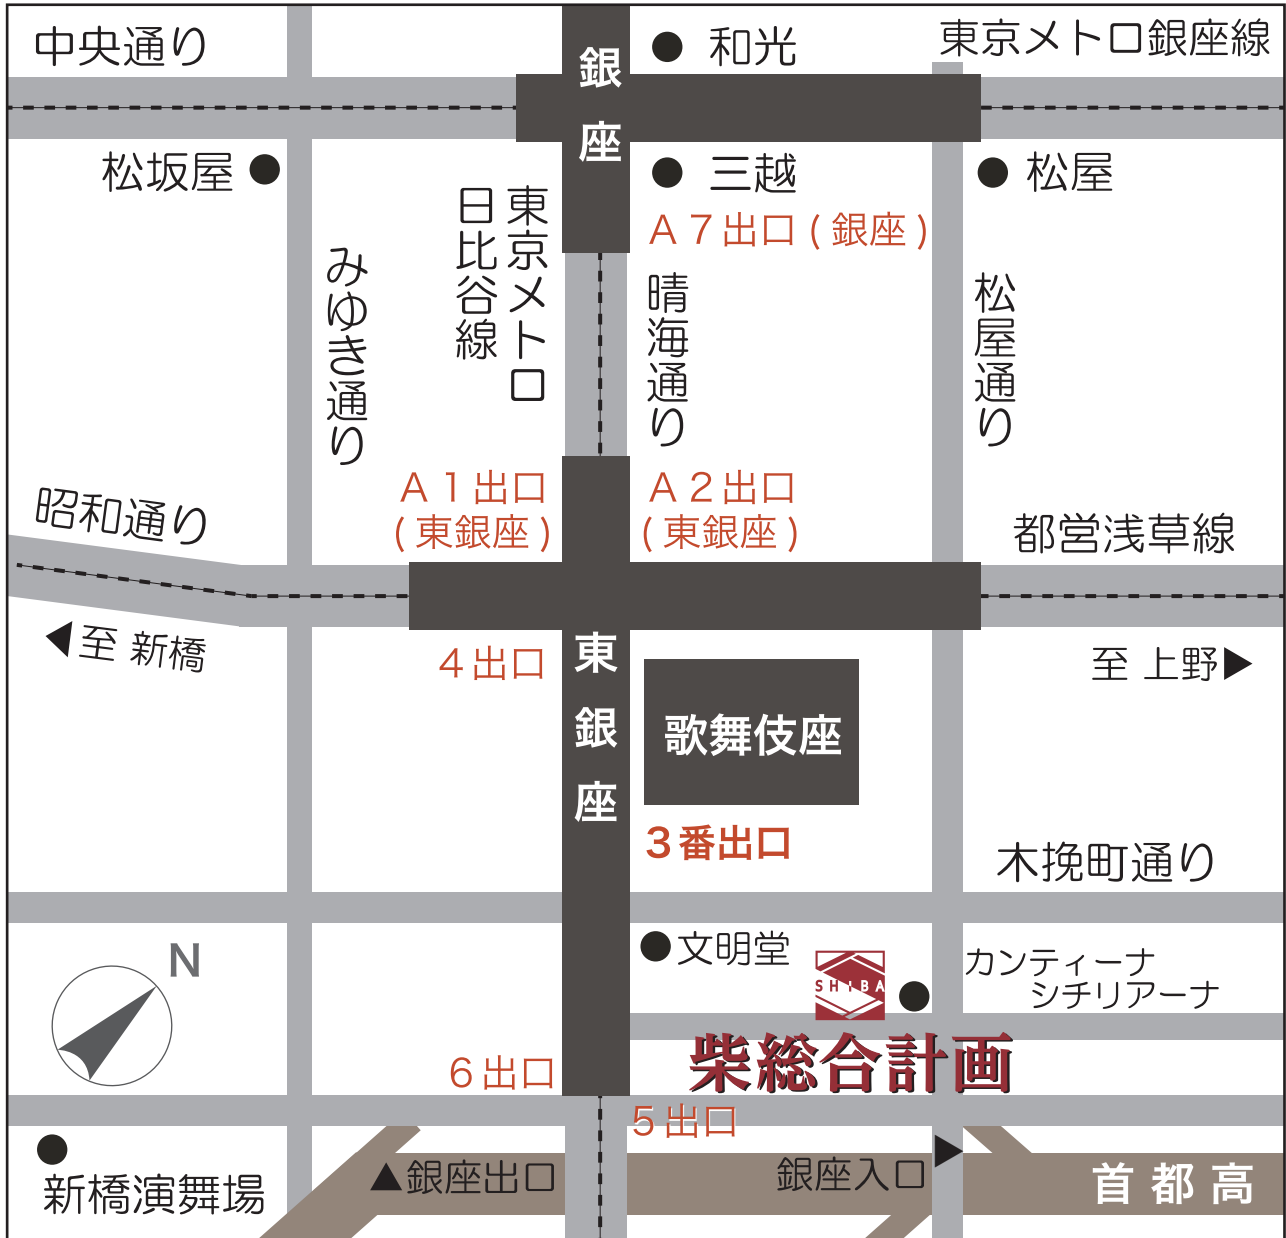 中央通り
銀座
和光
東京メトロ銀座線
松坂屋
三越
松屋
A7出口(銀座)
東京メトロ
日比谷線
みゆき通り
晴海通り
松屋通り
A1出口
(東銀座)
A2出口
(東銀座)
昭和通り
都営浅草線
至 新橋
4出口
東銀座
至 上野
歌舞伎座
3番出口
木挽町通り
N
文明堂
SHIBA
カンティーナ
シチリアーナ
柴総合計画
6出口
5出口
新橋演舞場
▲銀座出口
銀座入口
首都高